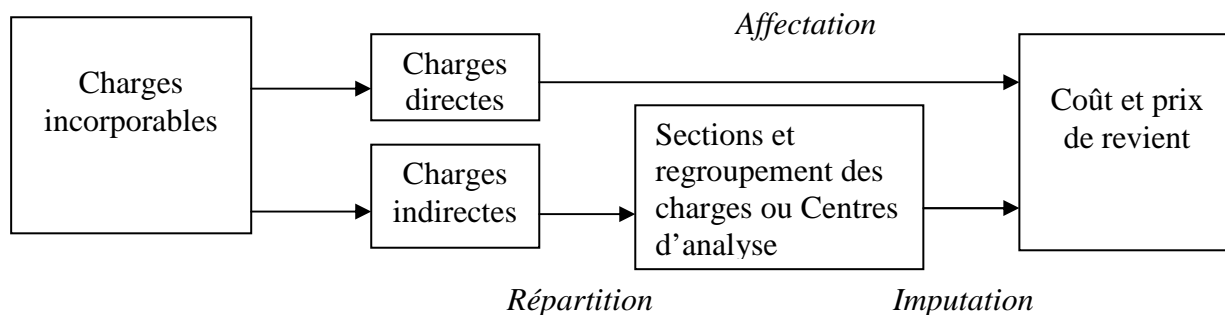 Affectation
Charges
incorporables
Charges
directes
Coût et prix
de revient
Sections et
regroupement des
charges ou Centres
d’analyse
Charges
indirectes
Répartition
Imputation